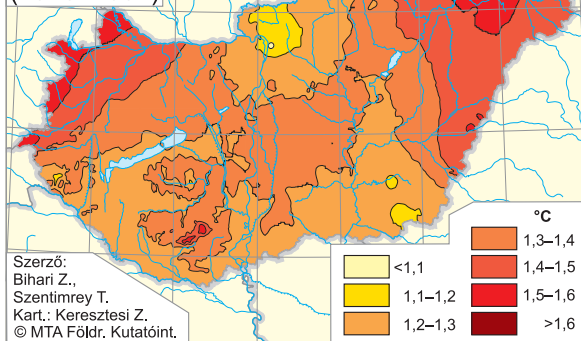 Szerző:
Bihari Z.,
Szentimrey T.
Kart.: Keresztesi Z.
© MTA Földr. Kutatóint.
°C
<1,1
1,1–1,2
1,2–1,3
1,3–1,4
1,4–1,5
1,5–1,6
>1,6